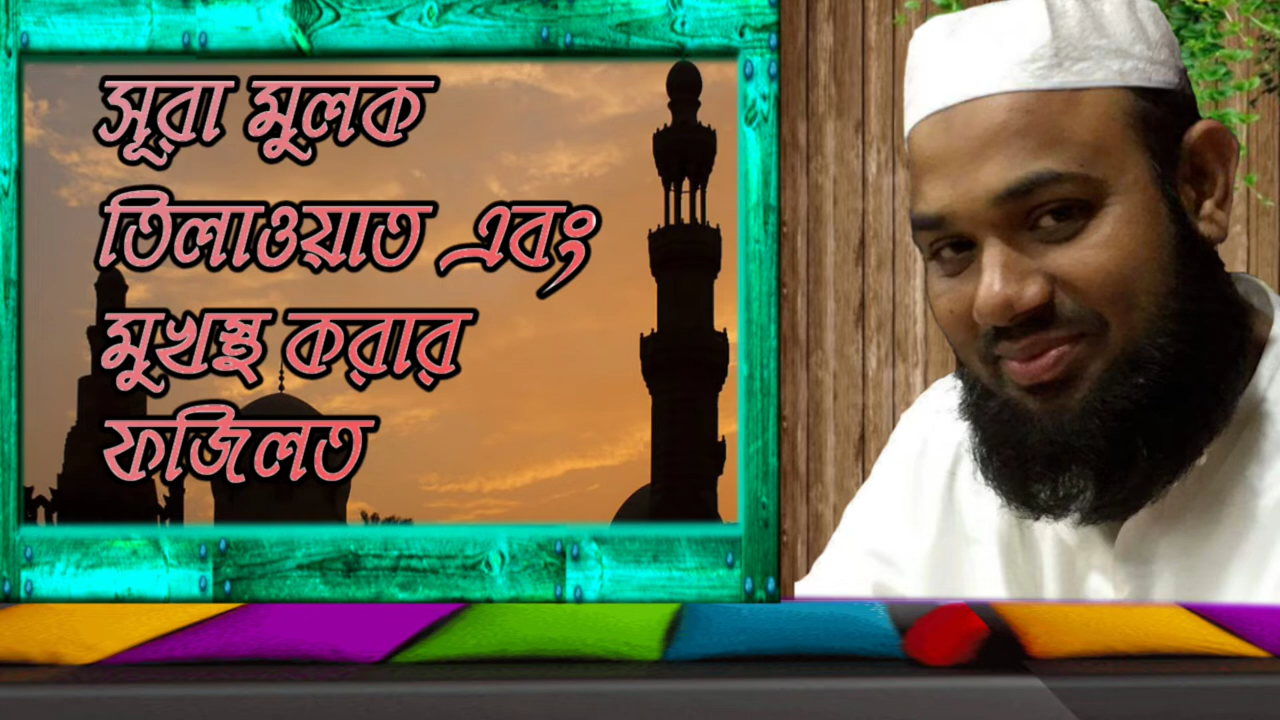 সূরা মুলক
তিলাওয়াত এবং
মুখস্থ করার
ফজিলত